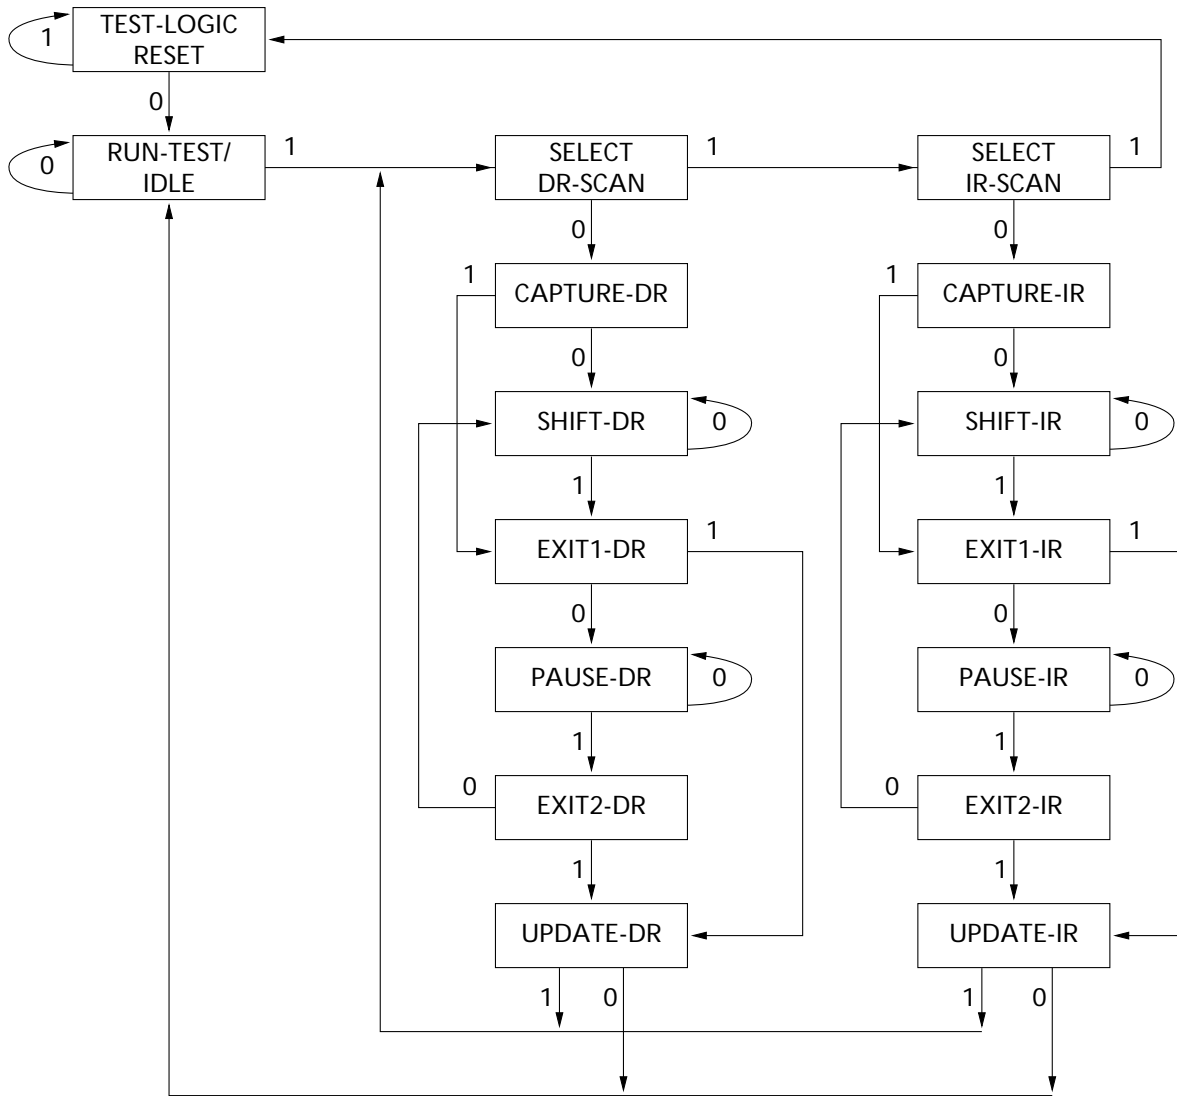 TEST-LOGIC
RESET
1
0
RUN-TEST/
IDLE
0
1
SELECT
DR-SCAN
1
SELECT
IR-SCAN
1
0
0
1
CAPTURE-DR
1
CAPTURE-IR
0
0
SHIFT-DR
0
SHIFT-IR
0
1
1
EXIT1-DR
1
EXIT1-IR
1
0
0
PAUSE-DR
0
PAUSE-IR
0
1
1
0
EXIT2-DR
0
EXIT2-IR
1
1
UPDATE-DR
UPDATE-IR
1
0
1
0